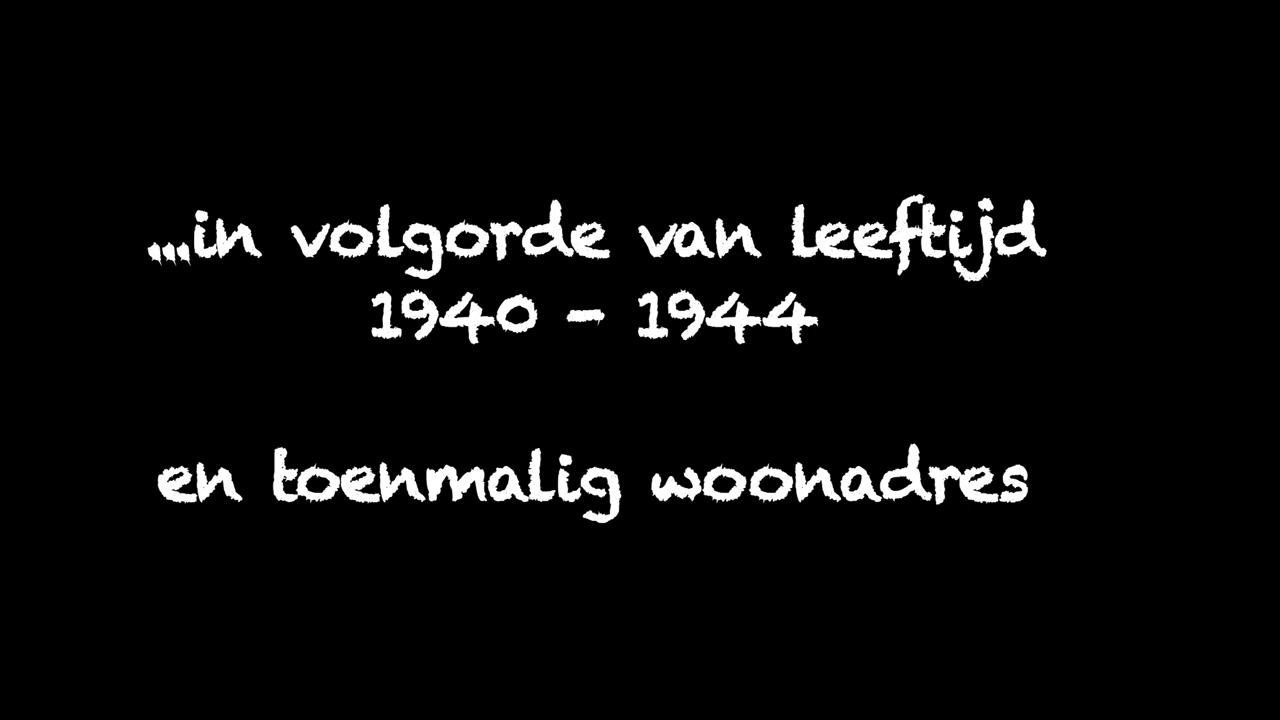 ...in volgorde van leeftijd
1940 - 1944
en toenmalig woonadres